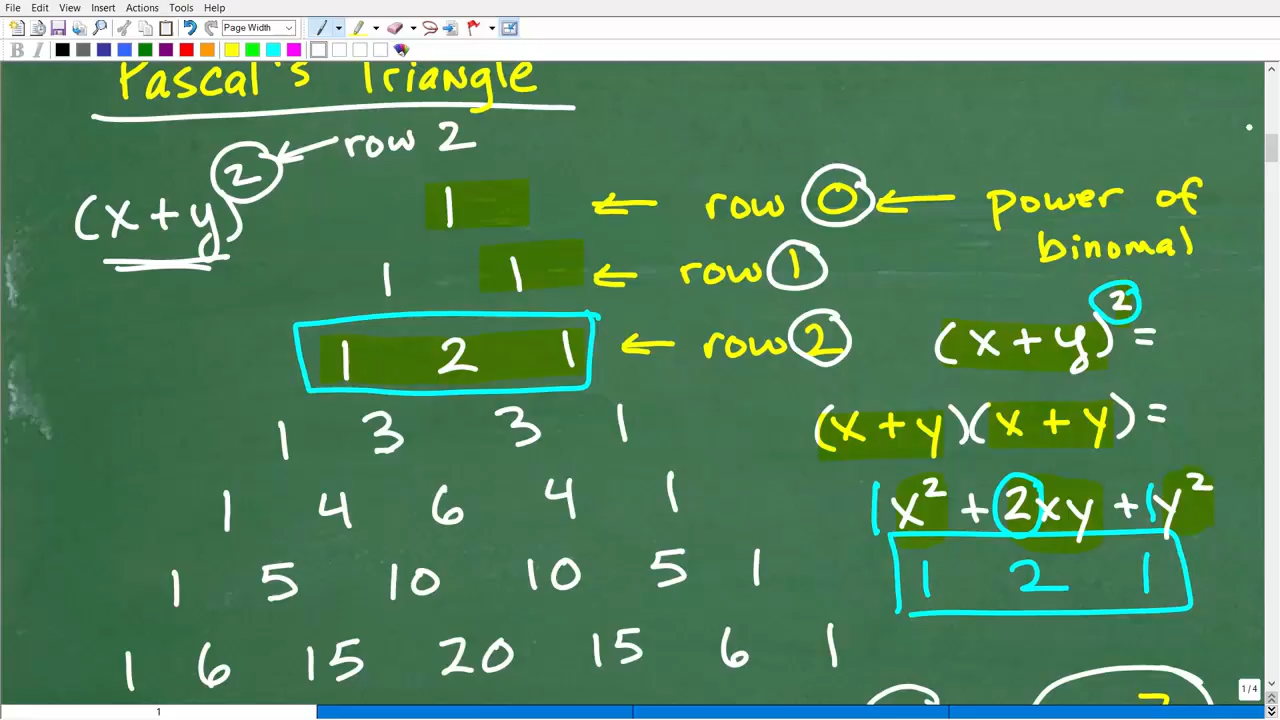 File Edit View Insert Actions Tools Help
Page Width
B I
Pascal's Triangle
(x+y)² ← row 2
1 ← row 0 ← power of binomal
1 1 ← row 1
1 2 1 ← row 2
1 3 3 1
1 4 6 4 1
1 5 10 10 5 1
1 6 15 20 15 6 1
(x+y)² =
(x+y)(x+y) =
1x² + 2xy + 1y²
1 2 1
7
1/4
1